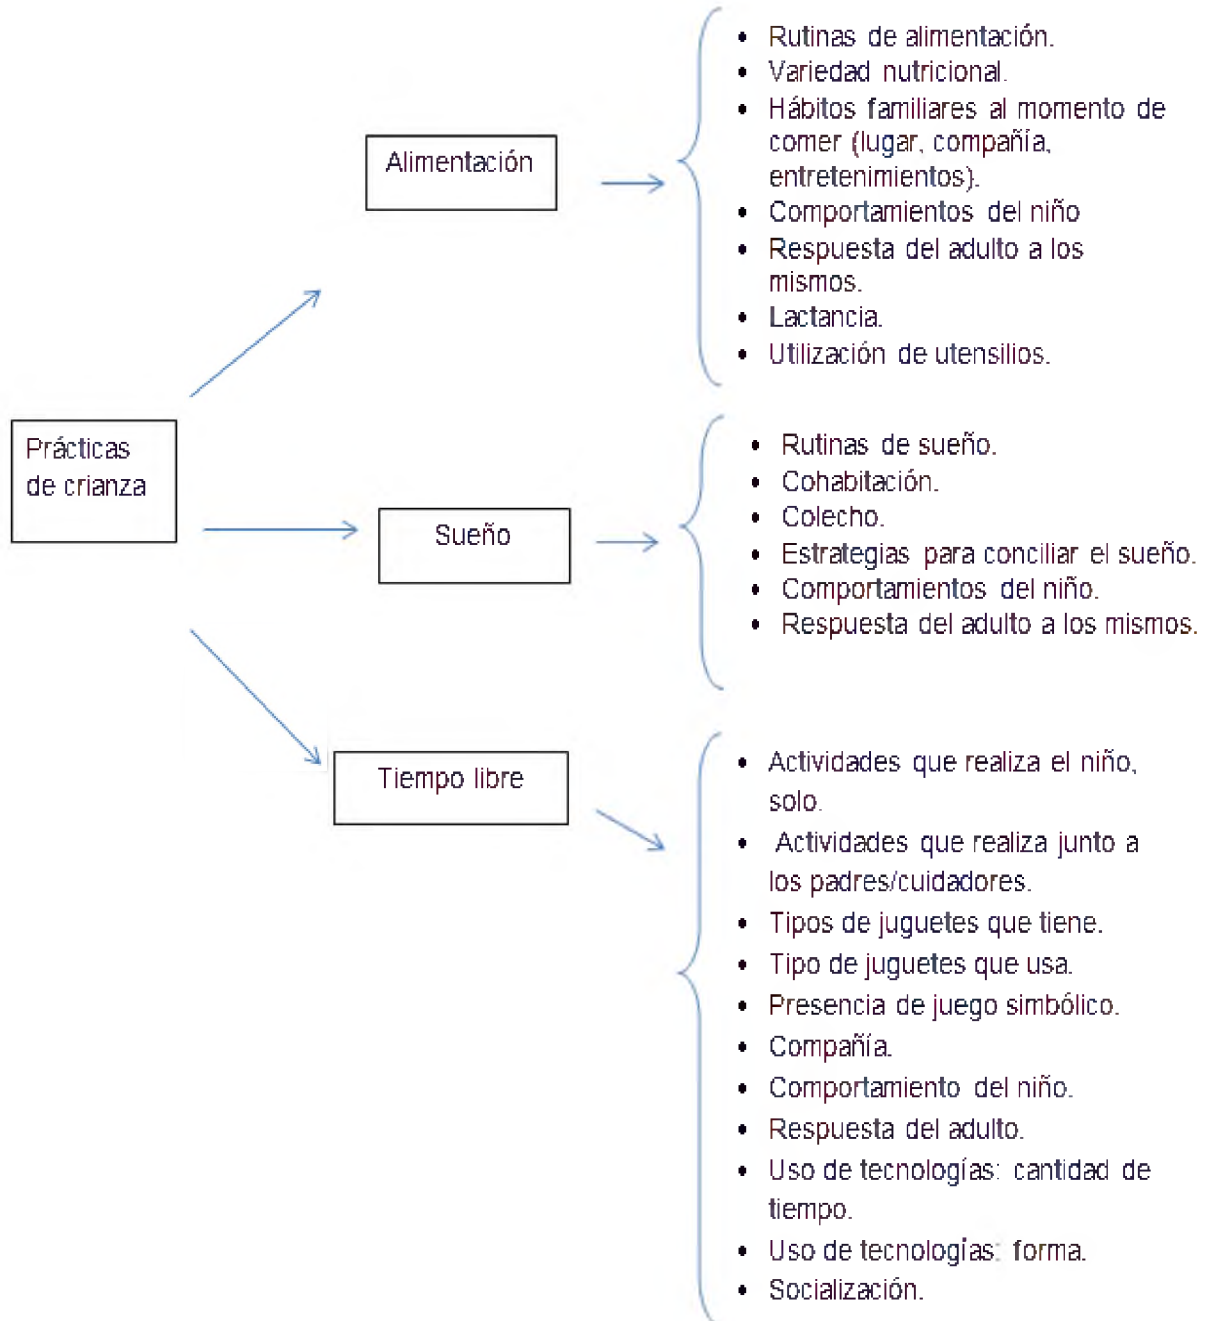 Prácticas
de crianza
Alimentación
• Rutinas de alimentación.
• Variedad nutricional.
• Hábitos familiares al momento de
comer (lugar, compañía,
entretenimientos).
• Comportamientos del niño
• Respuesta del adulto a los
mismos.
• Lactancia.
• Utilización de utensilios.
Sueño
• Rutinas de sueño.
• Cohabitación.
• Colecho.
• Estrategias para conciliar el sueño.
• Comportamientos del niño.
• Respuesta del adulto a los mismos.
Tiempo libre
• Actividades que realiza el niño,
solo.
• Actividades que realiza junto a
los padres/cuidadores.
• Tipos de juguetes que tiene.
• Tipo de juguetes que usa.
• Presencia de juego simbólico.
• Compañía.
• Comportamiento del niño.
• Respuesta del adulto.
• Uso de tecnologías: cantidad de
tiempo.
• Uso de tecnologías: forma.
• Socialización.